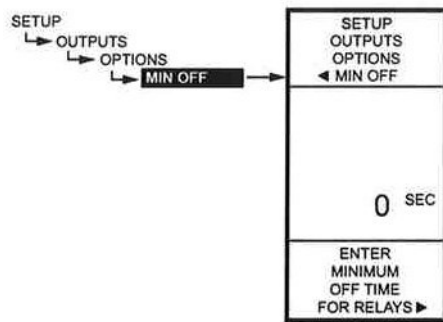 SETUP
OUTPUTS
OPTIONS
MIN OFF
SETUP
OUTPUTS
OPTIONS
◄ MIN OFF
0 SEC
ENTER
MINIMUM
OFF TIME
FOR RELAYS ►